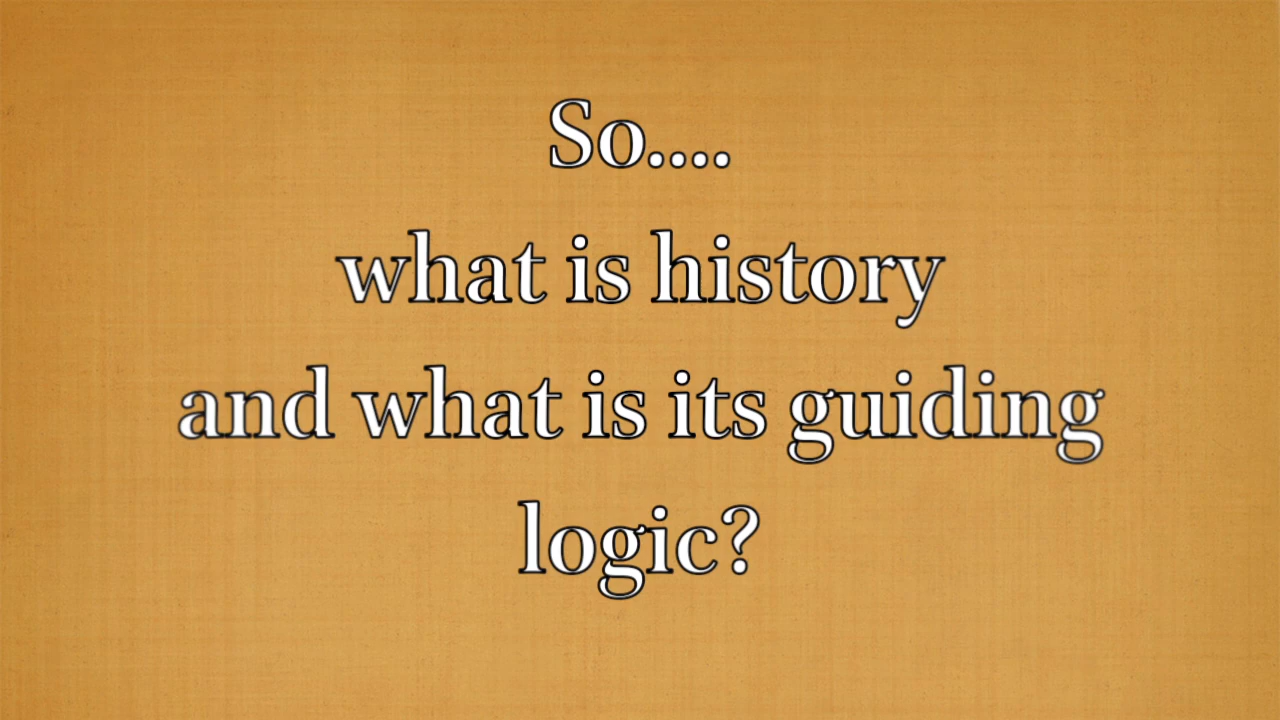 So....
what is history
and what is its guiding
logic?